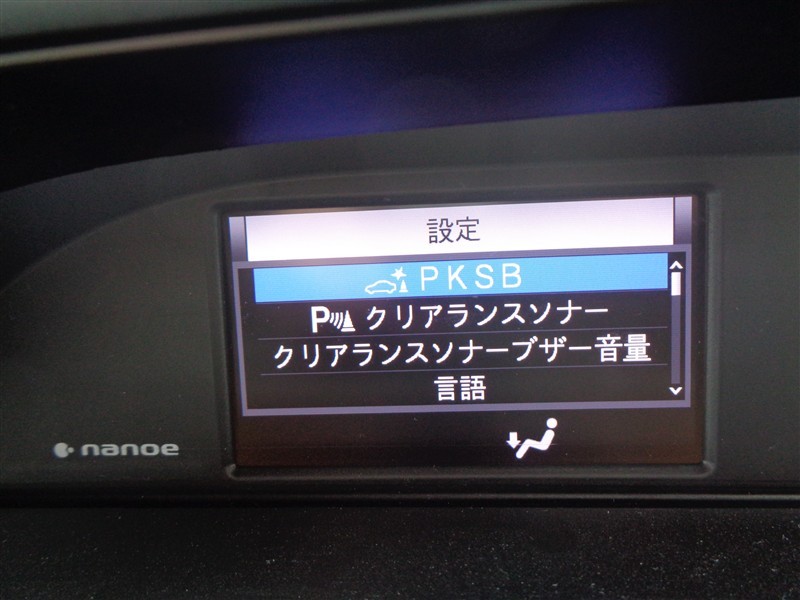 設定
PKSB
P クリアランスソナー
クリアランスソナーブザー音量
言語
nanoe